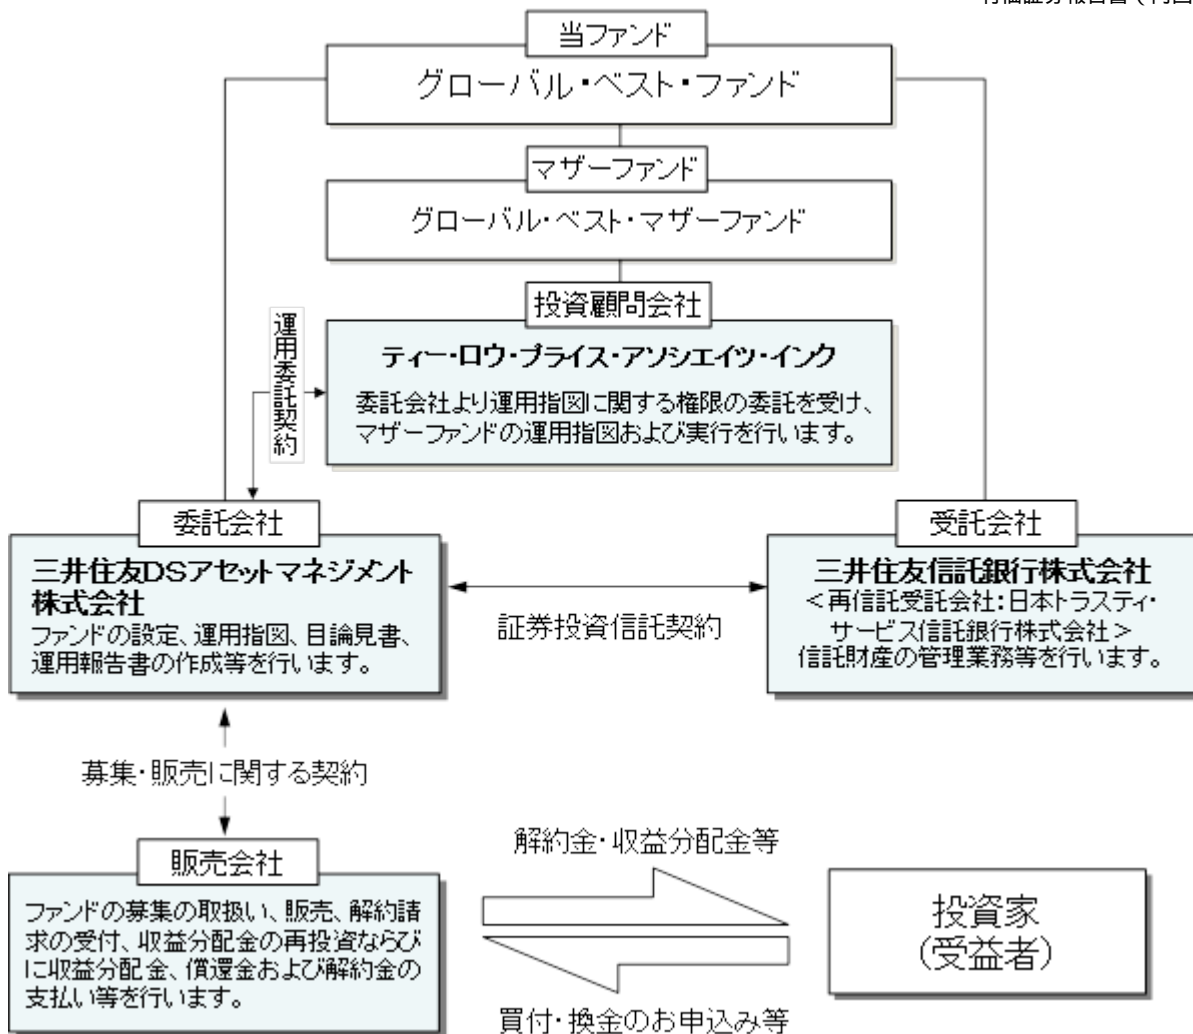 当ファンド
グローバル・ベスト・ファンド
マザーファンド
グローバル・ベスト・マザーファンド
投資顧問会社
ティー・ロウ・プライス・アソシエイツ・インク
委託会社より運用指図に関する権限の委託を受け、
マザーファンドの運用指図および実行を行います。
運用委託契約
委託会社
三井住友DSアセットマネジメント
株式会社
ファンドの設定、運用指図、目論見書、
運用報告書の作成等を行います。
証券投資信託契約
受託会社
三井住友信託銀行株式会社
＜再信託受託会社：日本トラスティ・
サービス信託銀行株式会社＞
信託財産の管理業務等を行います。
募集・販売に関する契約
販売会社
ファンドの募集の取扱い、販売、解約請
求の受付、収益分配金の再投資ならび
に収益分配金、償還金および解約金の
支払い等を行います。
解約金・収益分配金等
買付・換金のお申込み等
投資家
（受益者）